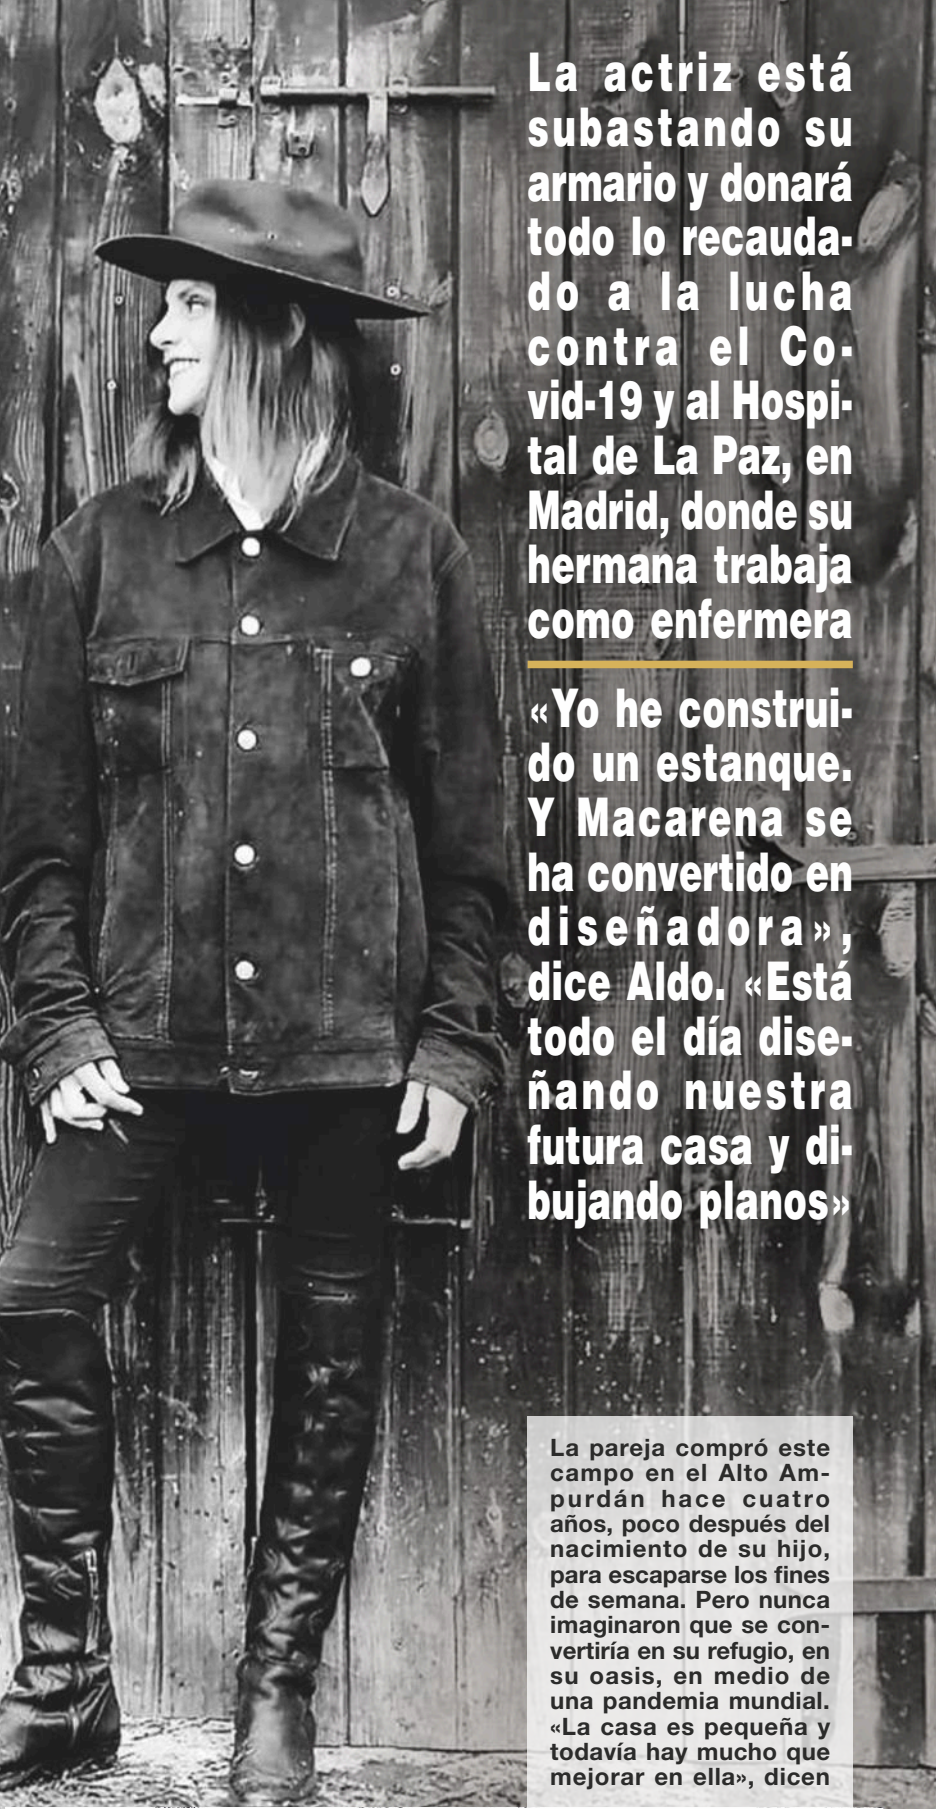 La actriz está
subastando su
armario y donará
todo lo recauda-
do a la lucha
contra el Co-
vid-19 y al Hospi-
tal de La Paz, en
Madrid, donde su
hermana trabaja
como enfermera
«Yo he construi-
do un estanque.
Y Macarena se
ha convertido en
diseñadora»,
dice Aldo. «Está
todo el día dise-
ñando nuestra
futura casa y di-
bujando planos»
La pareja compró este
campo en el Alto Am-
purdán hace cuatro
años, poco después del
nacimiento de su hijo,
para escaparse los fines
de semana. Pero nunca
imaginaron que se con-
vertiría en su refugio, en
su oasis, en medio de
una pandemia mundial.
«La casa es pequeña y
todavía hay mucho que
mejorar en ella», dicen